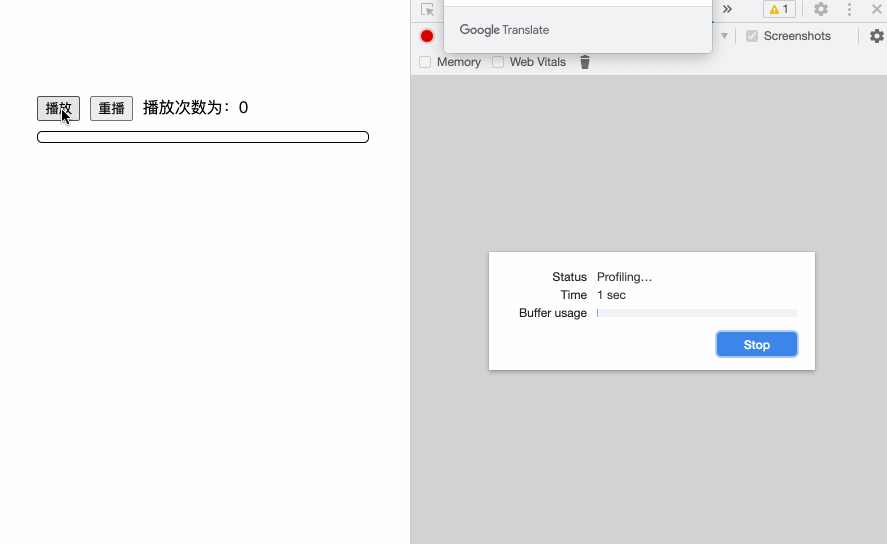 播放 重播 播放次数为：0
» 1
Google Translate
Screenshots
Memory Web Vitals
Status Profiling…
Time 1 sec
Buffer usage
Stop